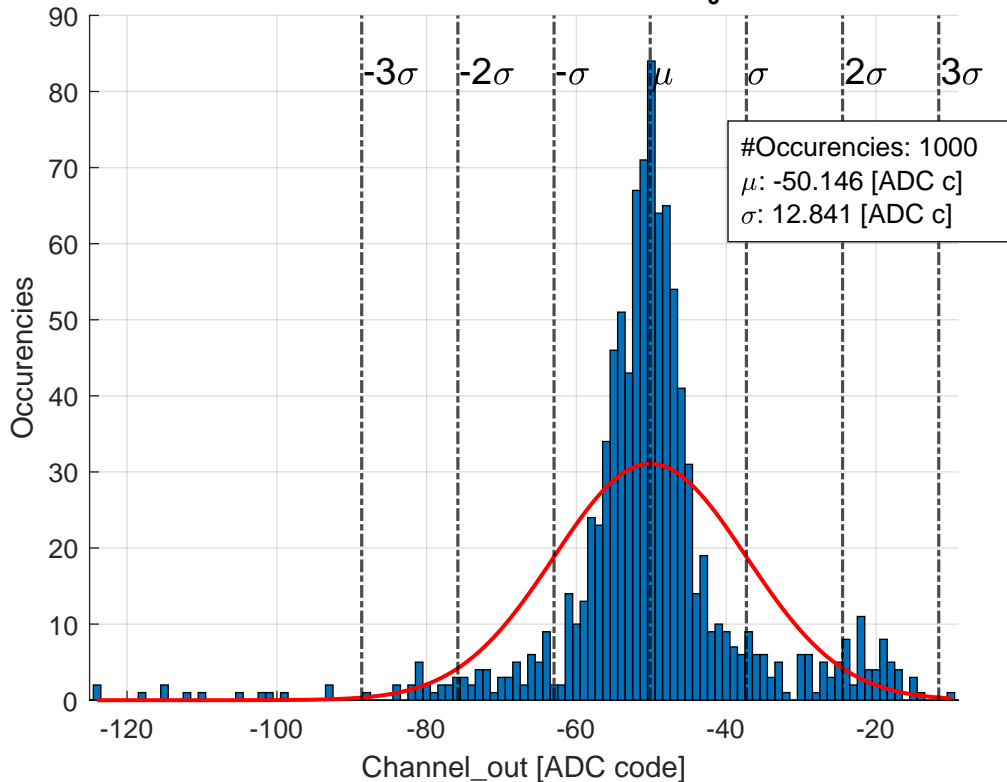 90
80
70
60
50
40
30
20
10
0
Occurencies
-3σ -2σ -σ μ σ 2σ 3σ
#Occurencies: 1000
μ: -50.146 [ADC c]
σ: 12.841 [ADC c]
-120 -100 -80 -60 -40 -20
Channel_out [ADC code]